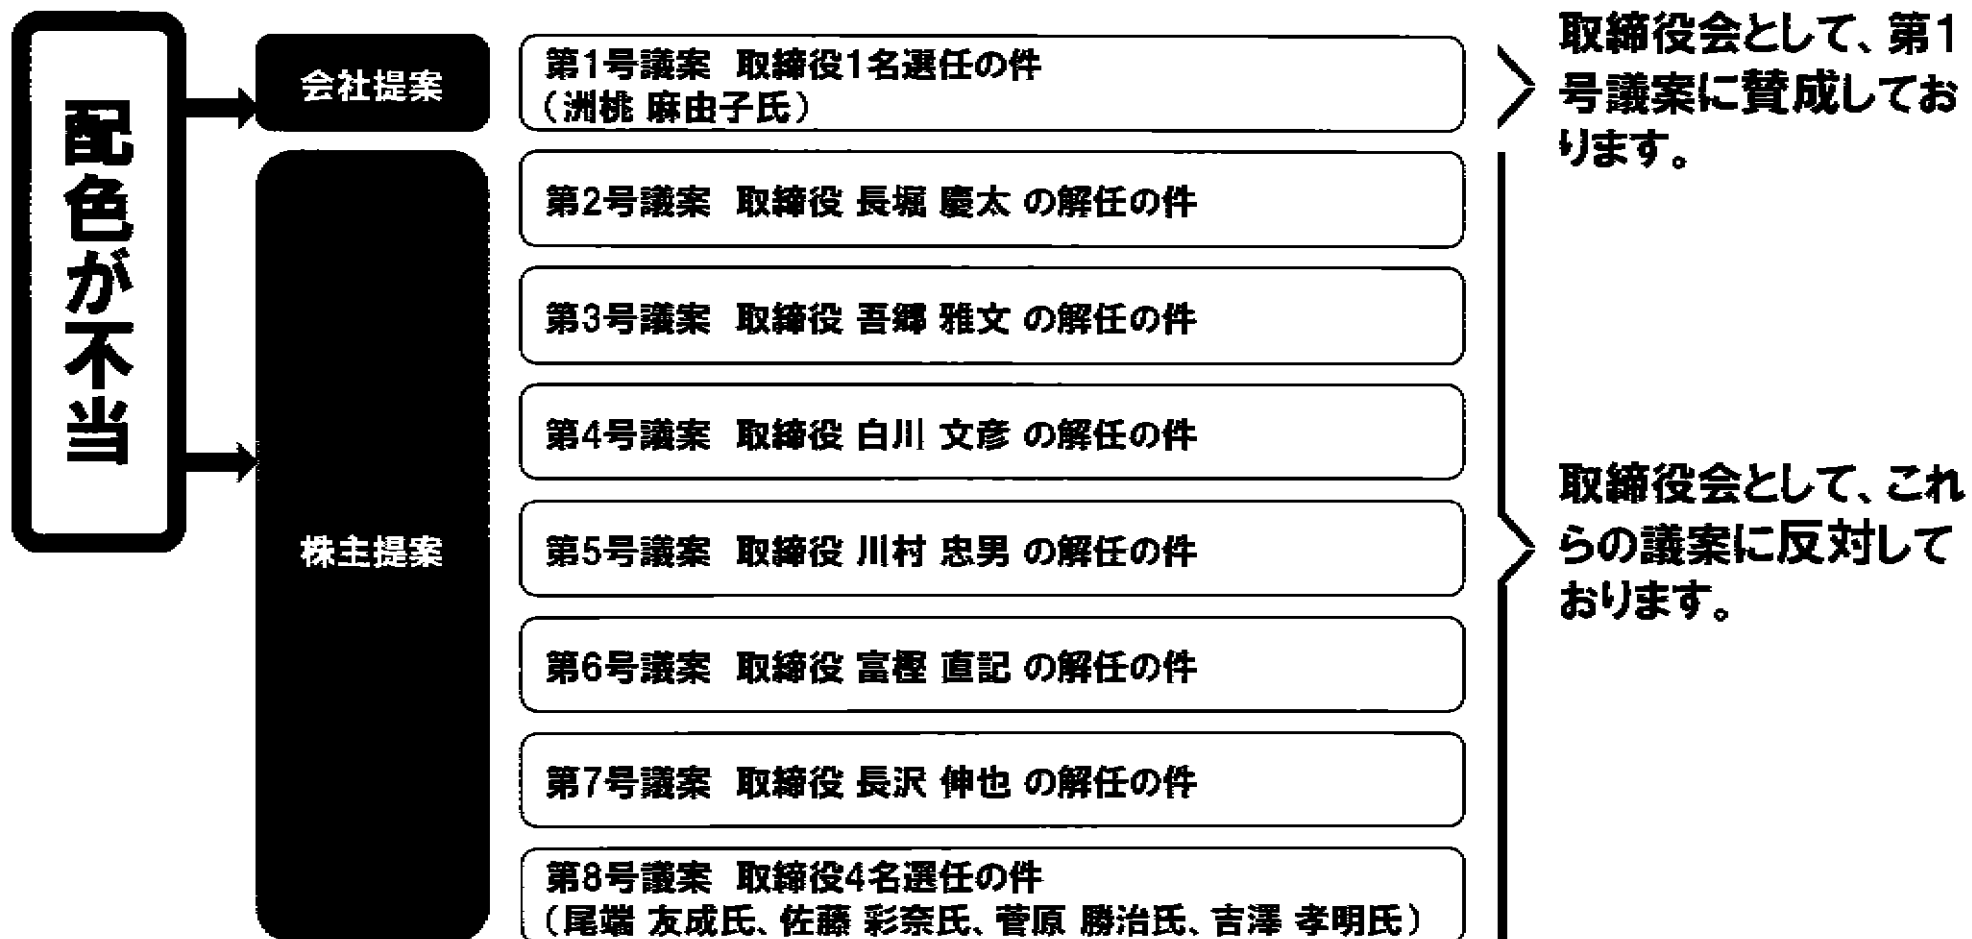 配色が不当
会社提案
第1号議案 取締役1名選任の件
（洲桃 麻由子氏）
取締役会として、第1
号議案に賛成してお
ります。
株主提案
第2号議案 取締役 長堀 慶太 の解任の件
第3号議案 取締役 吾郷 雅文 の解任の件
第4号議案 取締役 白川 文彦 の解任の件
第5号議案 取締役 川村 忠男 の解任の件
第6号議案 取締役 富樫 直記 の解任の件
第7号議案 取締役 長沢 伸也 の解任の件
第8号議案 取締役4名選任の件
（尾端 友成氏、佐藤 彩奈氏、菅原 勝治氏、吉澤 孝明氏）
取締役会として、これ
らの議案に反対して
おります。